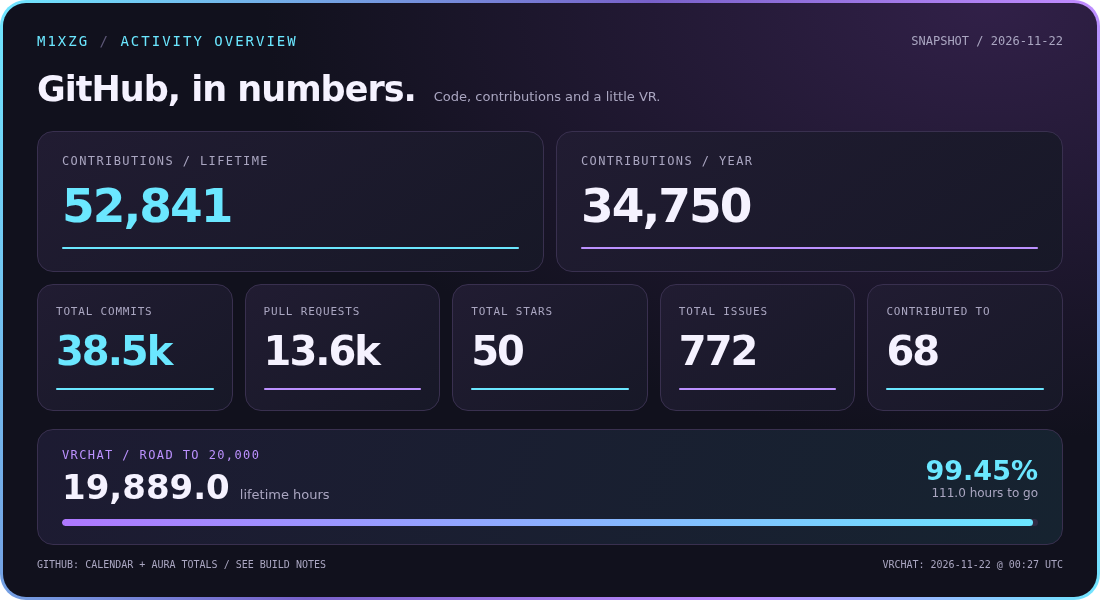 M1XZG / ACTIVITY OVERVIEW
SNAPSHOT / 2026-11-22
GitHub, in numbers. Code, contributions and a little VR.
CONTRIBUTIONS / LIFETIME
52,841
CONTRIBUTIONS / YEAR
34,750
TOTAL COMMITS
38.5k
PULL REQUESTS
13.6k
TOTAL STARS
50
TOTAL ISSUES
772
CONTRIBUTED TO
68
VRCHAT / ROAD TO 20,000
19,889.0 lifetime hours
99.45%
111.0 hours to go
GITHUB: CALENDAR + AURA TOTALS / SEE BUILD NOTES
VRCHAT: 2026-11-22 @ 00:27 UTC